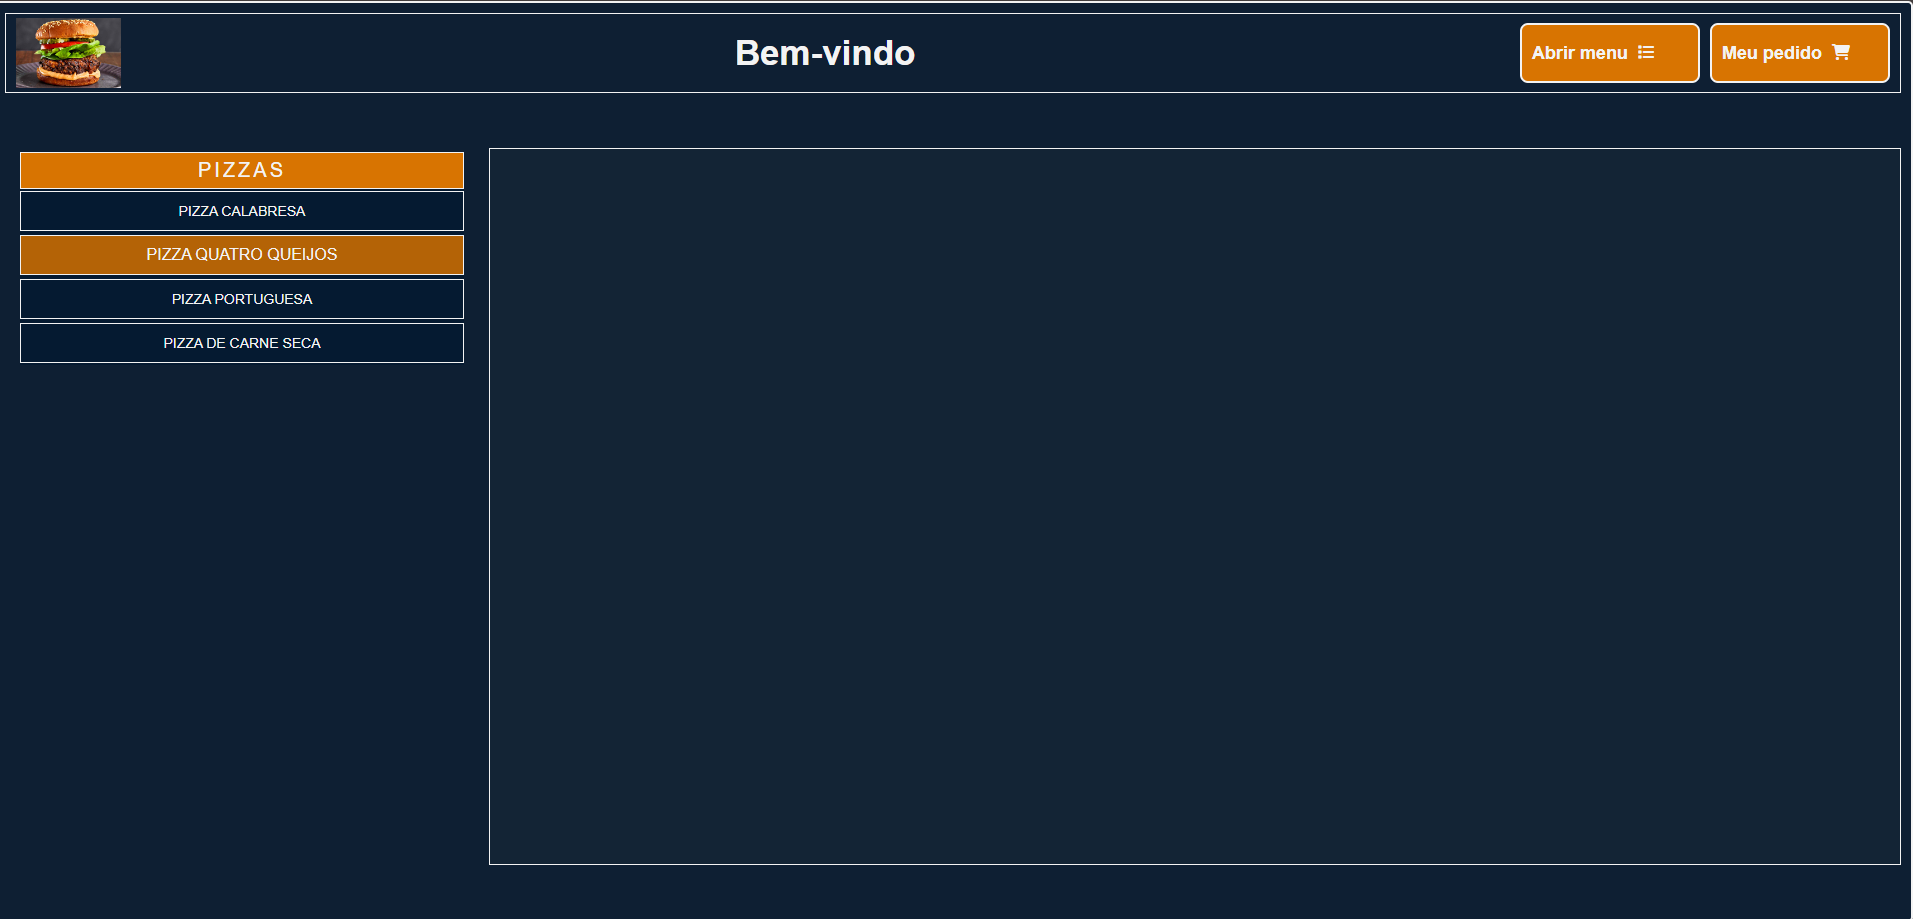 Bem-vindo
Abrir menu
Meu pedido
PIZZAS
PIZZA CALABRESA
PIZZA QUATRO QUEIJOS
PIZZA PORTUGUESA
PIZZA DE CARNE SECA